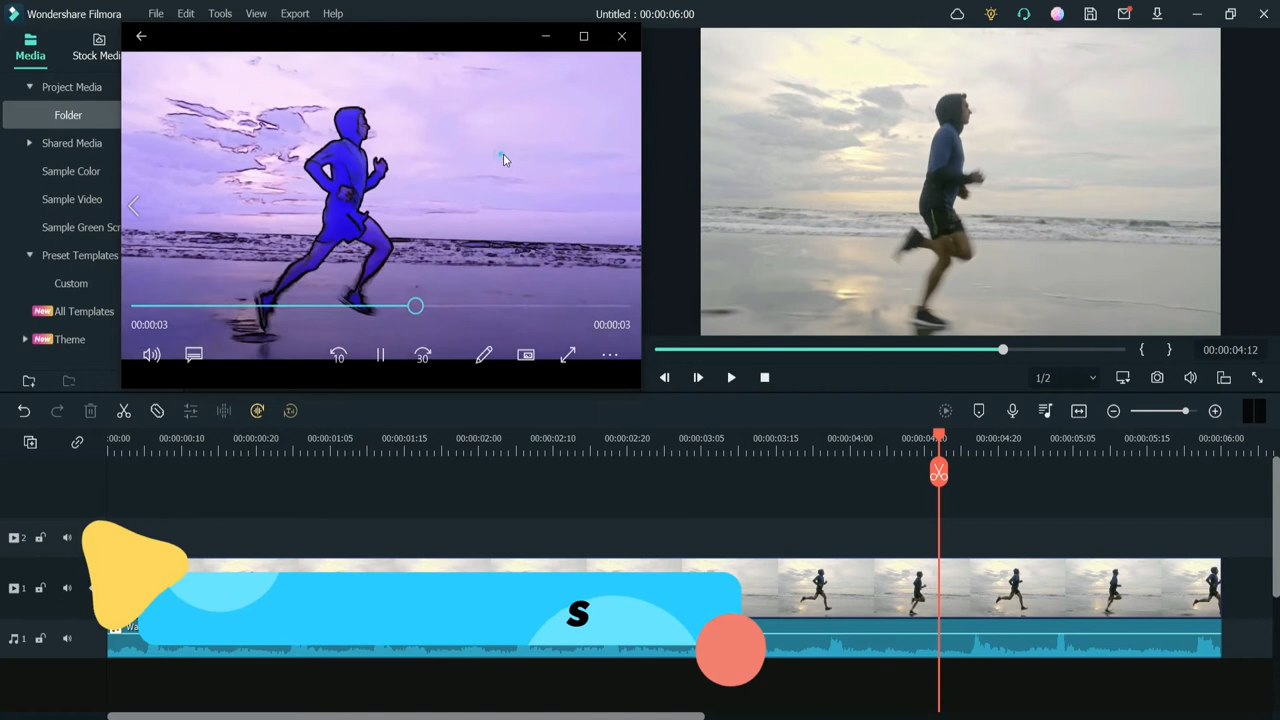 Wondershare Filmora
File
Edit
Tools
View
Export
Help
Untitled : 00:00:06:00
Media
Stock Medi
Project Media
Folder
Shared Media
Sample Color
Sample Video
Sample Green Scr
Preset Templates
Custom
New
All Templates
New
Theme
00:00:03
00:00:03
10
30
{ }
00:00:04:12
1/2
:00:00
00:00:00:10
00:00:00:20
00:00:01:05
00:00:01:15
00:00:02:00
00:00:02:10
00:00:02:20
00:00:03:05
00:00:03:15
00:00:04:00
00:00:04:20
00:00:05:05
00:00:05:15
00:00:06:00
2
1
S
1
Wa